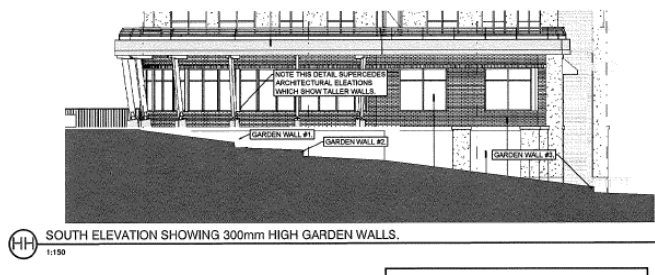 NOTE THIS DETAIL SUPERCEDES
ARCHITECTURAL ELEATIONS
WHICH SHOW TALLER WALLS.
GARDEN WALL #1.
GARDEN WALL #2.
GARDEN WALL #3.
HH
SOUTH ELEVATION SHOWING 300mm HIGH GARDEN WALLS.
1:150